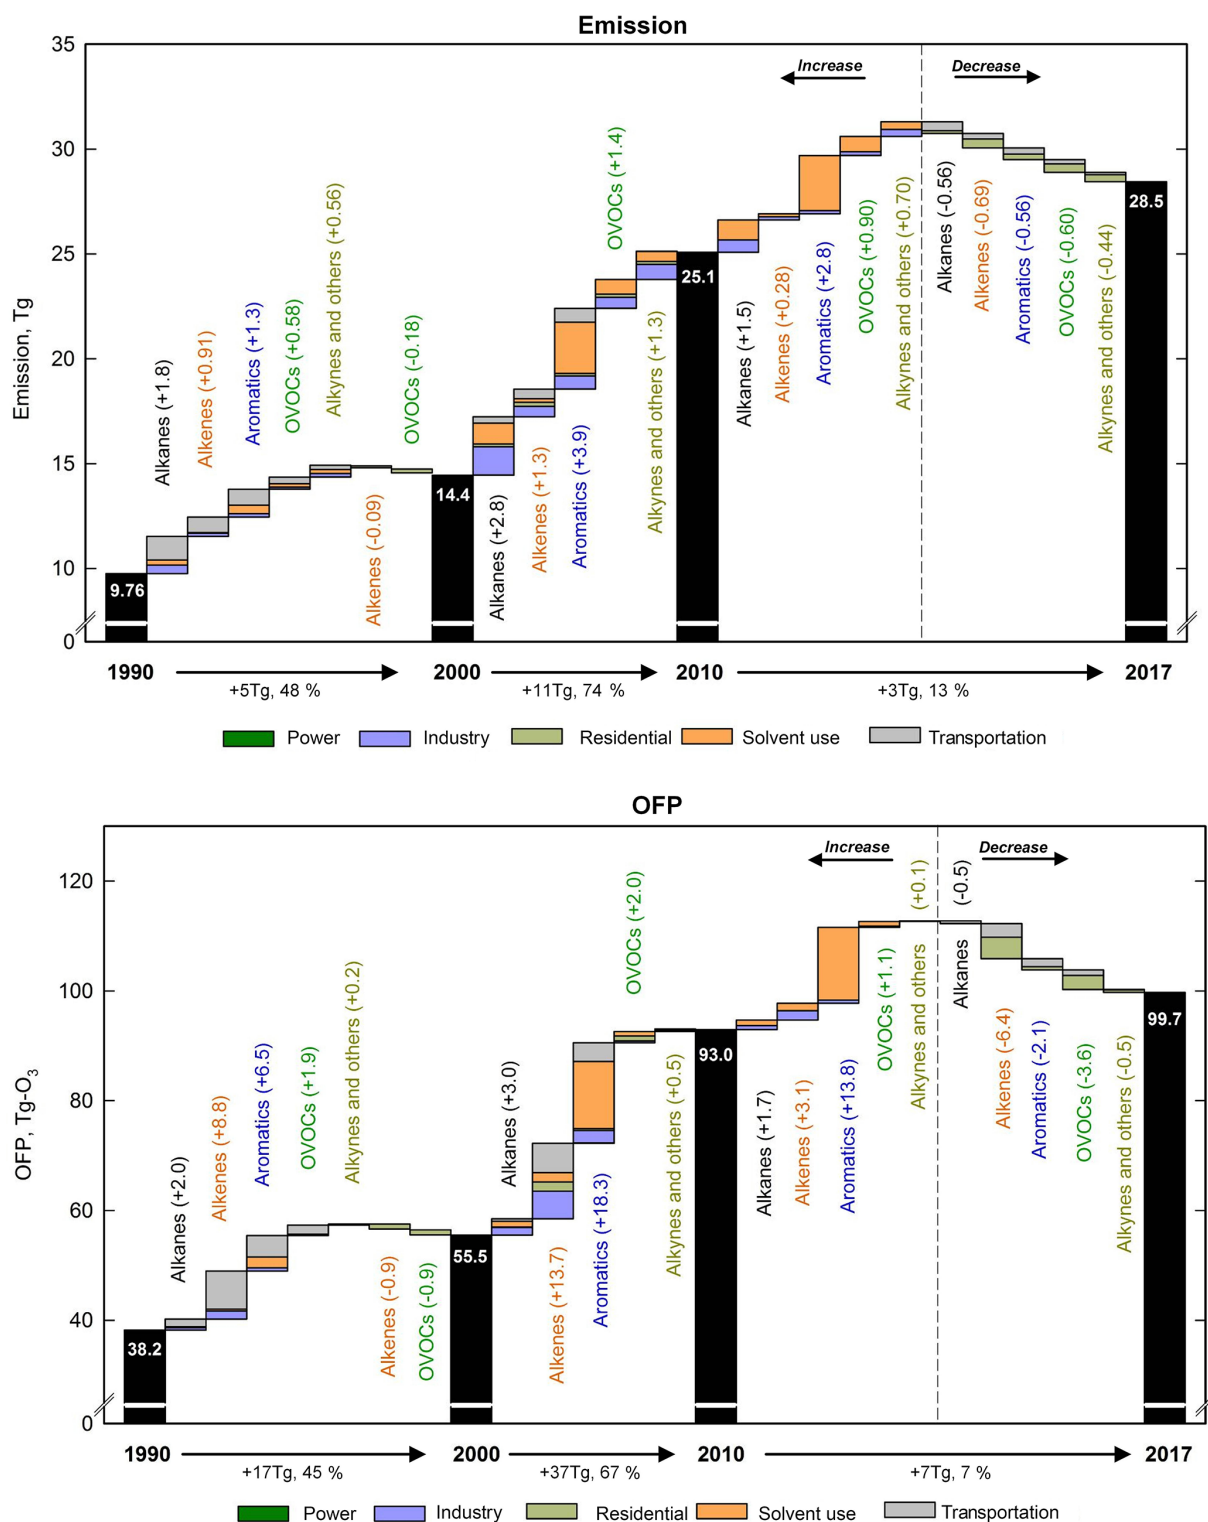 Emission
35
Increase
Decrease
30
25
20
15
10
0
Emission, Tg
Alkanes (+1.8)
Alkenes (+0.91)
Aromatics (+1.3)
OVOCs (+0.58)
Alkynes and others (+0.56)
Alkenes (-0.09)
OVOCs (-0.18)
Alkanes (+2.8)
Alkenes (+1.3)
Aromatics (+3.9)
OVOCs (+1.4)
Alkynes and others (+1.3)
Alkanes (+1.5)
Alkenes (+0.28)
Aromatics (+2.8)
OVOCs (+0.90)
Alkynes and others (+0.70)
Alkanes (-0.56)
Alkenes (-0.69)
Aromatics (-0.56)
OVOCs (-0.60)
Alkynes and others (-0.44)
9.76
14.4
25.1
28.5
1990
2000
2010
2017
+5Tg, 48 %
+11Tg, 74 %
+3Tg, 13 %
Power
Industry
Residential
Solvent use
Transportation
OFP
Increase
Decrease
120
100
80
60
40
0
OFP, Tg-O3
Alkanes (+2.0)
Alkenes (+8.8)
Aromatics (+6.5)
OVOCs (+1.9)
Alkynes and others (+0.2)
Alkenes (-0.9)
OVOCs (-0.9)
Alkanes (+3.0)
Alkenes (+13.7)
Aromatics (+18.3)
OVOCs (+2.0)
Alkynes and others (+0.5)
Alkanes (+1.7)
Alkenes (+3.1)
Aromatics (+13.8)
OVOCs (+1.1)
Alkynes and others (+0.1)
Alkanes (-0.5)
Alkenes (-6.4)
Aromatics (-2.1)
OVOCs (-3.6)
Alkynes and others (-0.5)
38.2
55.5
93.0
99.7
1990
2000
2010
2017
+17Tg, 45 %
+37Tg, 67 %
+7Tg, 7 %
Power
Industry
Residential
Solvent use
Transportation